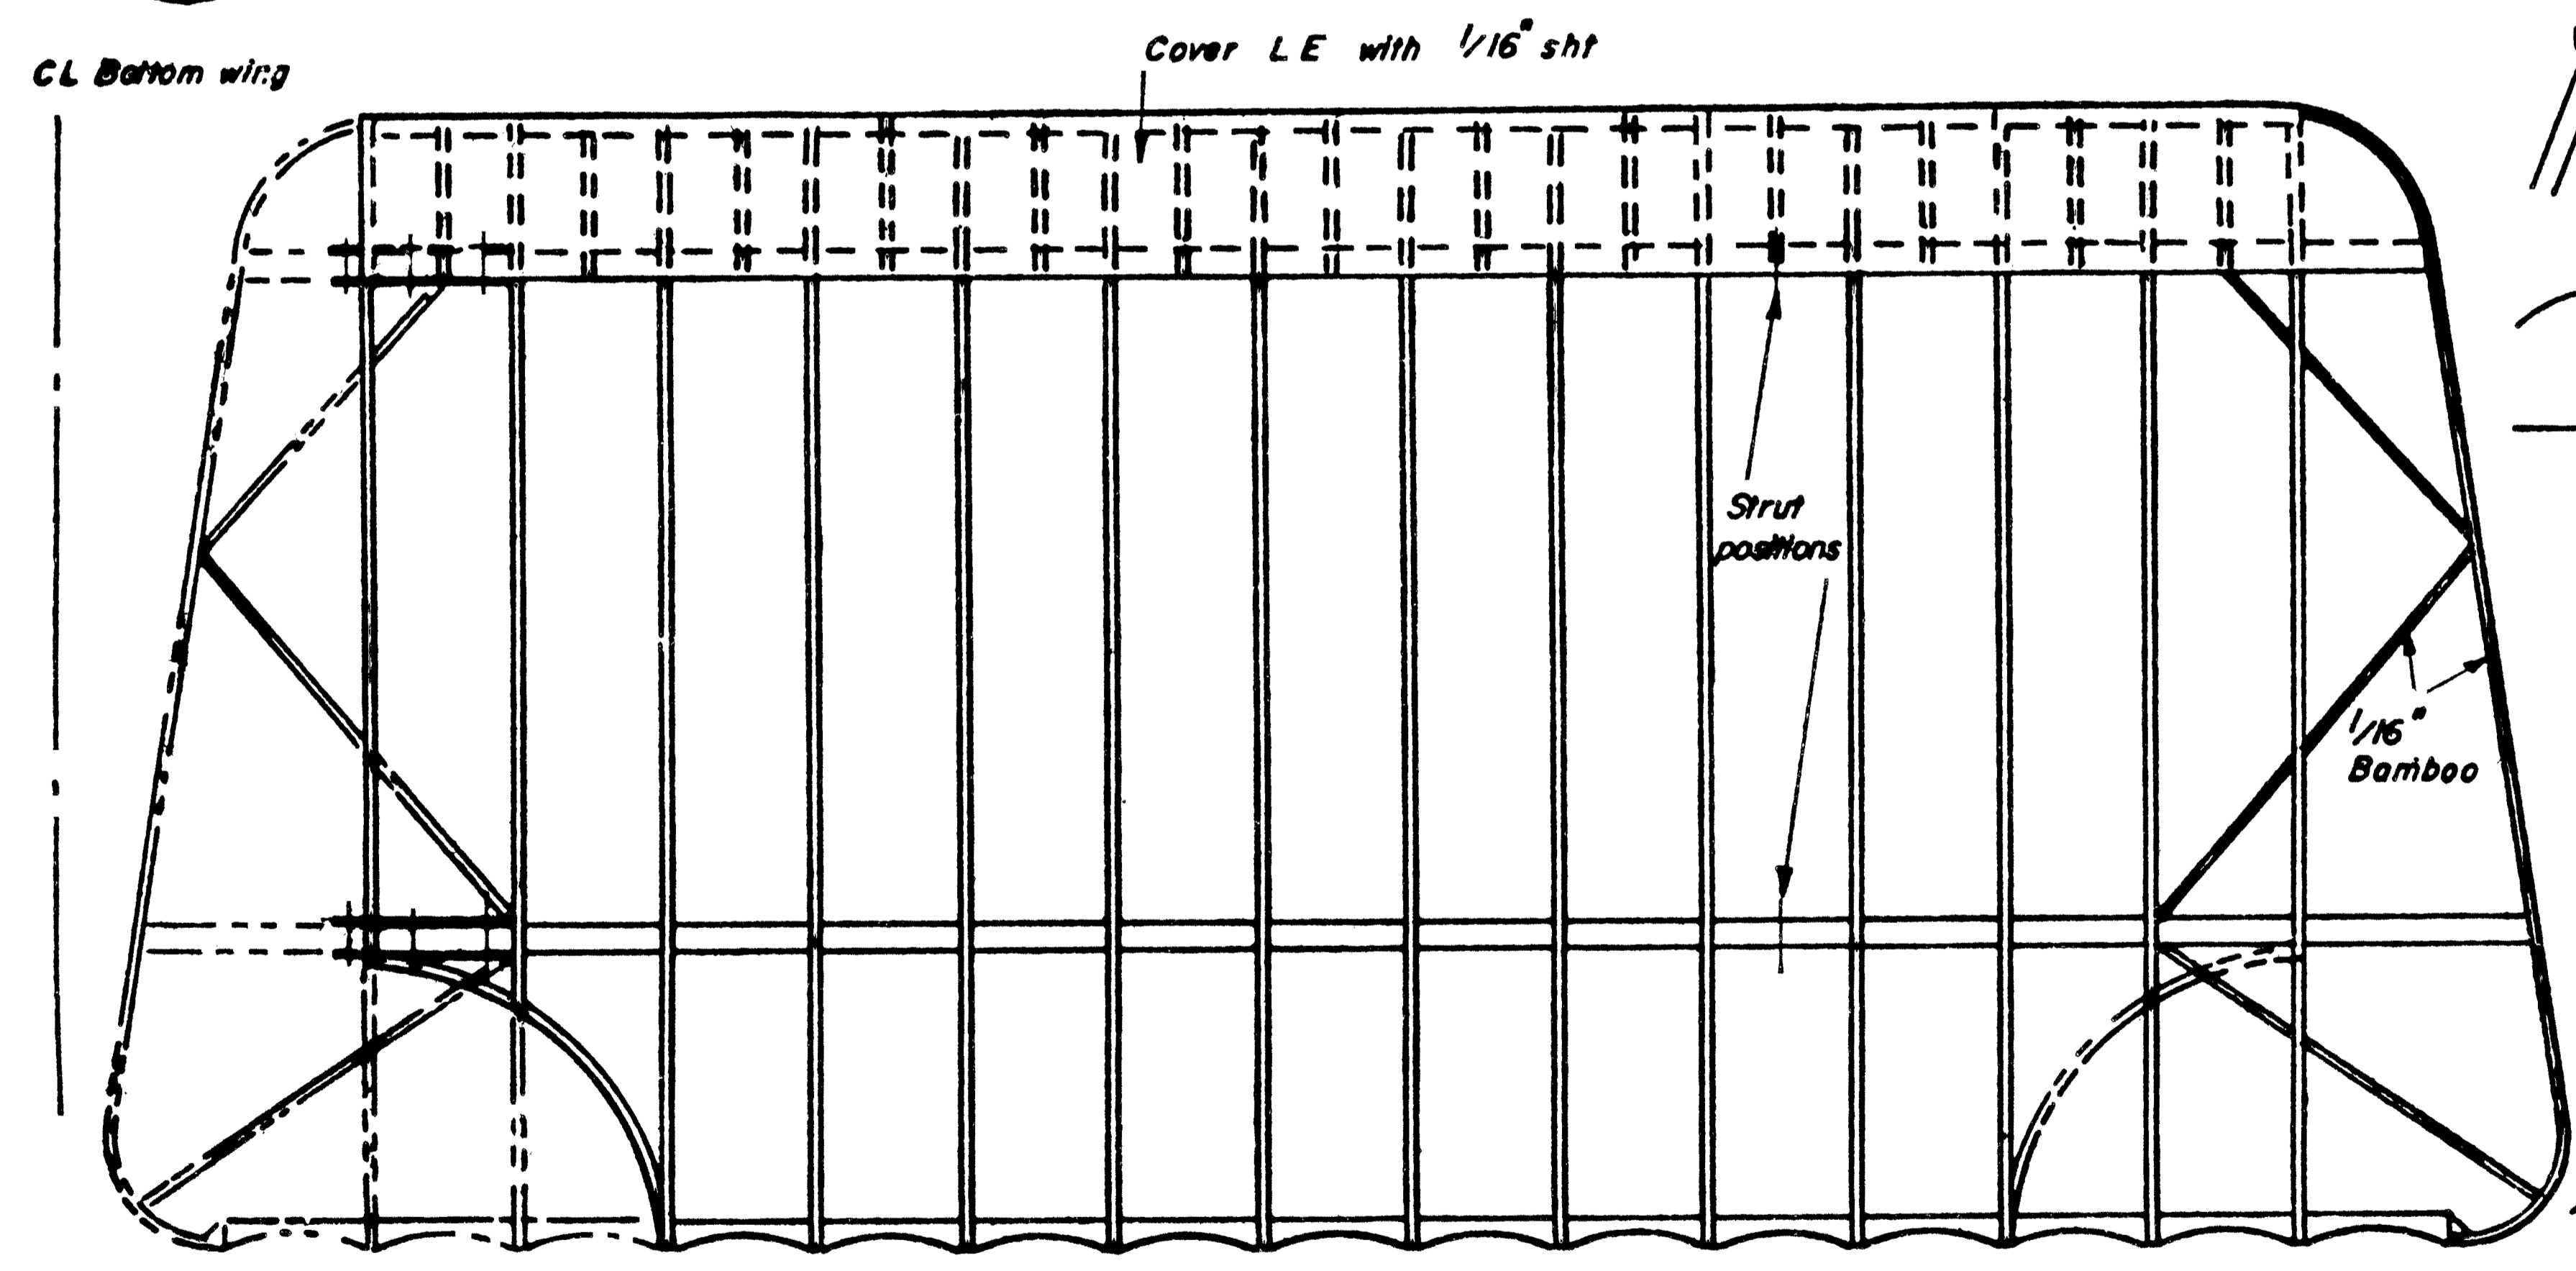 Cover LE with 1/16" sht
CL Bottom wing
Strut
positions
1/16"
Bamboo